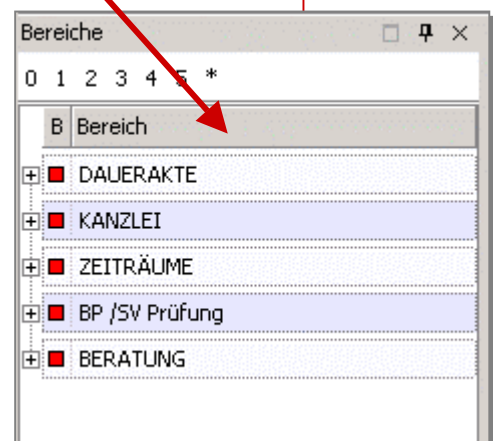 Bereiche
0 1 2 3 4 5 *
B Bereich
DAUERAKTE
KANZLEI
ZEITRÄUME
BP /SV Prüfung
BERATUNG